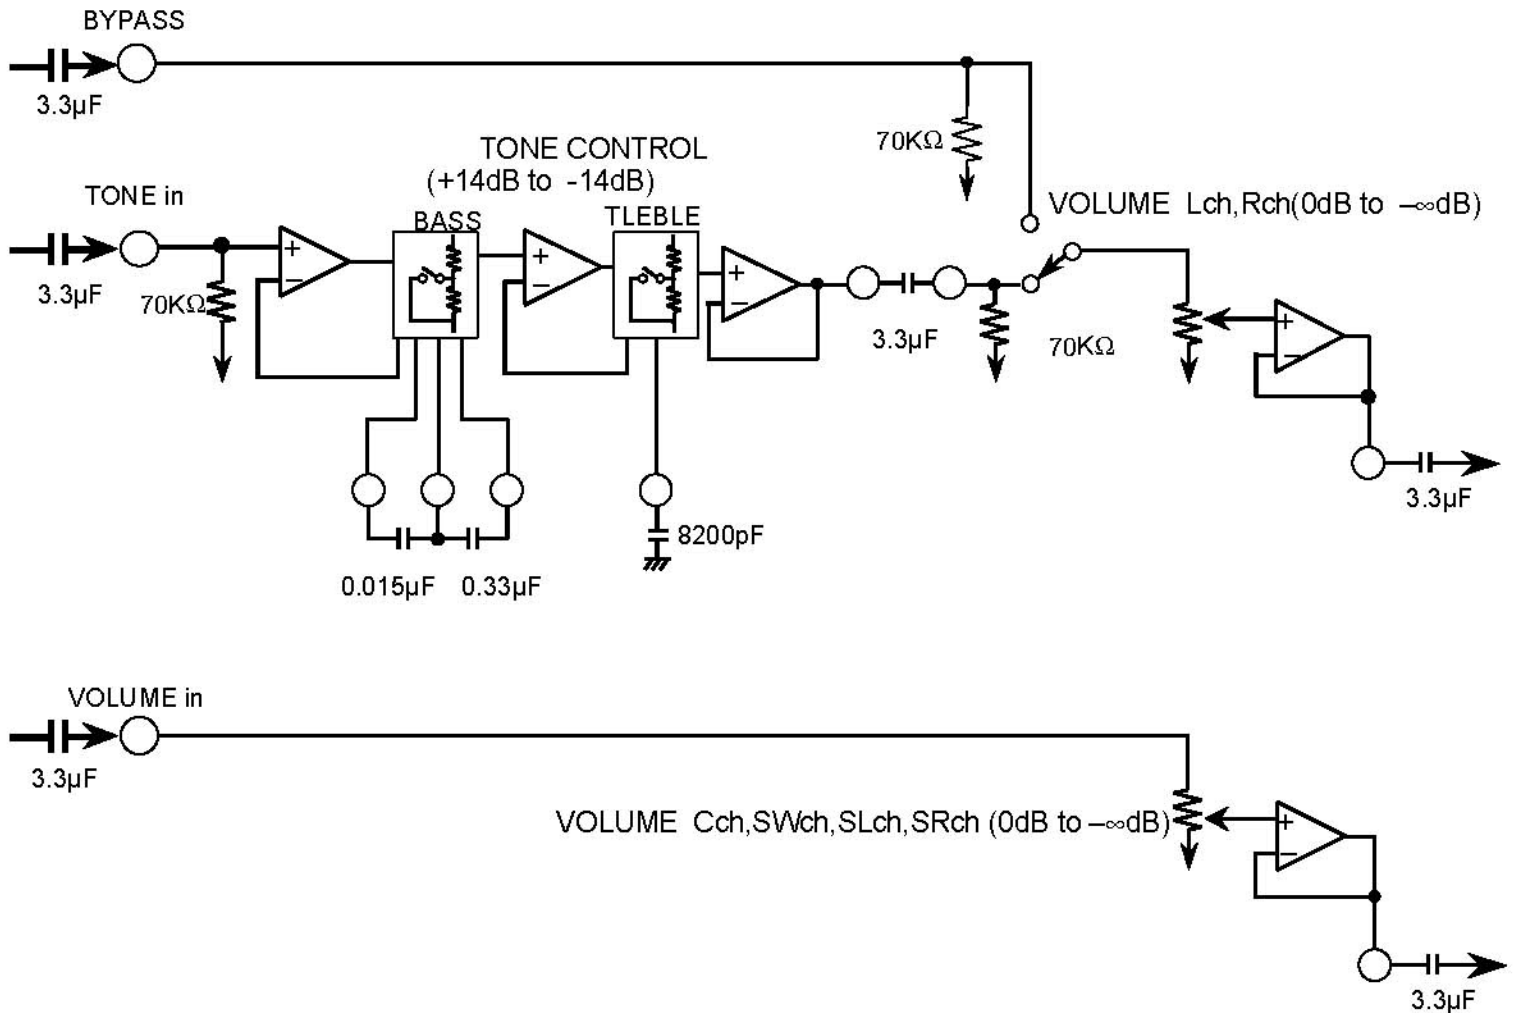 BYPASS
3.3µF
70KΩ
TONE CONTROL
(+14dB to -14dB)
TONE in
BASS
TLEBLE
VOLUME Lch,Rch(0dB to –∞dB)
+
−
+
−
+
−
3.3µF
70KΩ
3.3µF
70KΩ
+
−
3.3µF
8200pF
0.015µF 0.33µF
VOLUME in
3.3µF
VOLUME Cch,SWch,SLch,SRch (0dB to –∞dB)
+
−
3.3µF